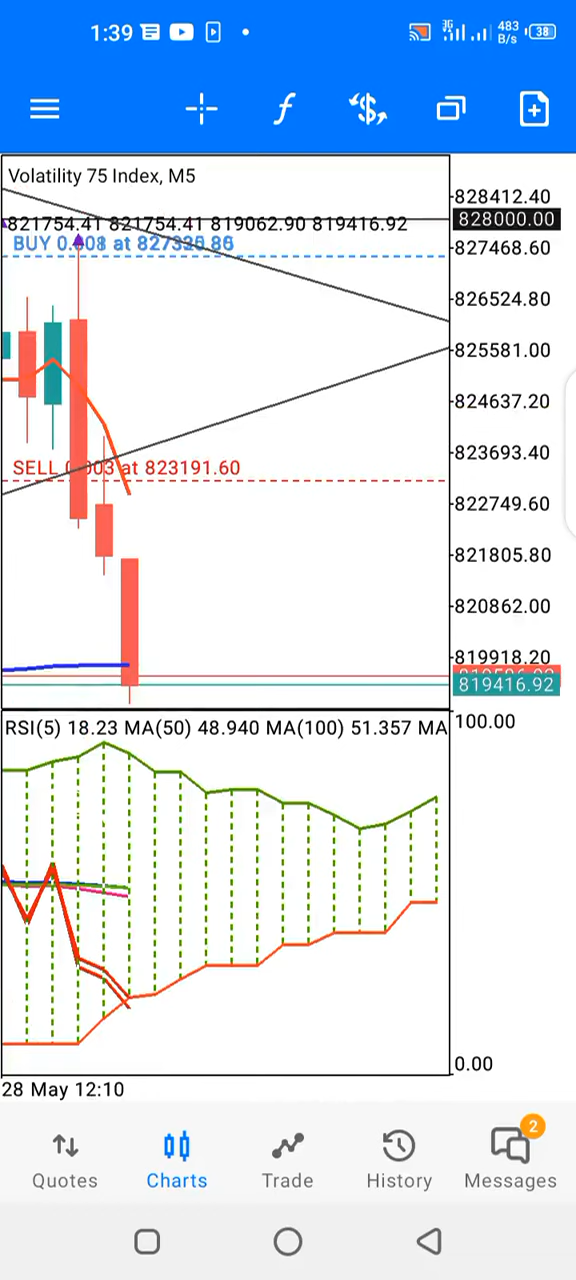 1:39
3G
483
B/s
38
Volatility 75 Index, M5
821754.41 821754.41 819062.90 819416.92
BUY 0.008 at
SELL 0.003 at 823191.60
828412.40
828000.00
827468.60
826524.80
825581.00
824637.20
823693.40
822749.60
821805.80
820862.00
819918.20
819416.92
RSI(5) 18.23 MA(50) 48.940 MA(100) 51.357 MA
100.00
0.00
28 May 12:10
2
Quotes
Charts
Trade
History
Messages